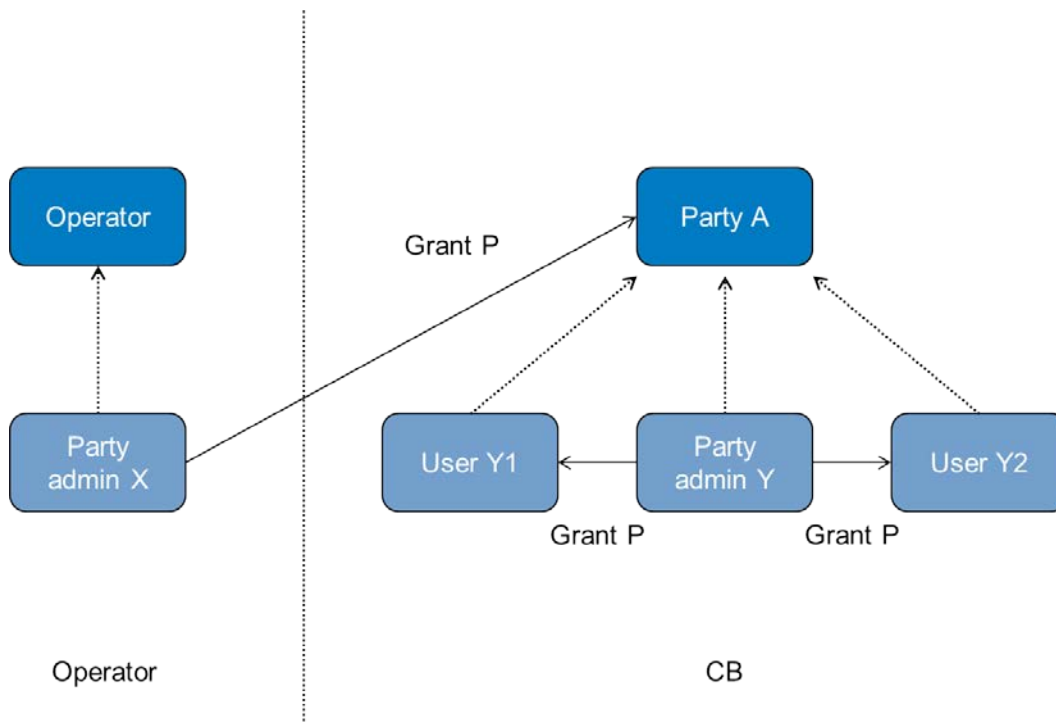 Operator
Party A
Grant P
Party
admin X
User Y1
Party
admin Y
User Y2
Grant P
Grant P
Operator
CB